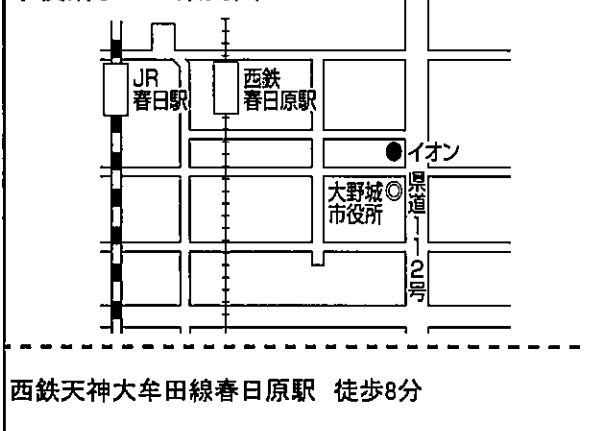 JR
春日駅
西鉄
春日原駅
イオン
大野城
市役所
県道112号
西鉄天神大牟田線春日原駅 徒歩8分